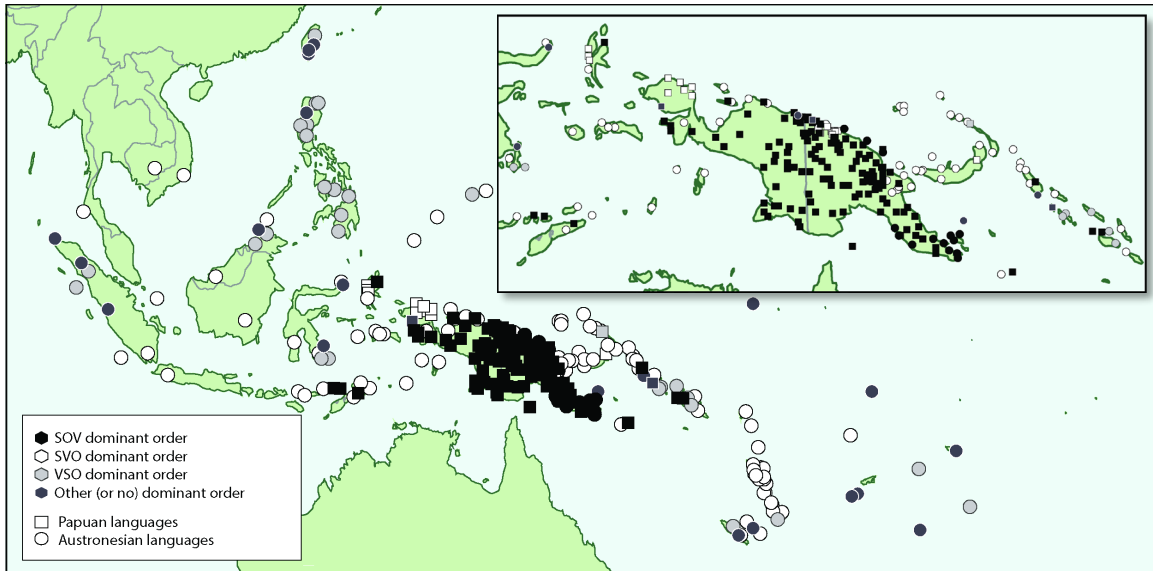 SOV dominant order
SVO dominant order
VSO dominant order
Other (or no) dominant order
Papuan languages
Austronesian languages